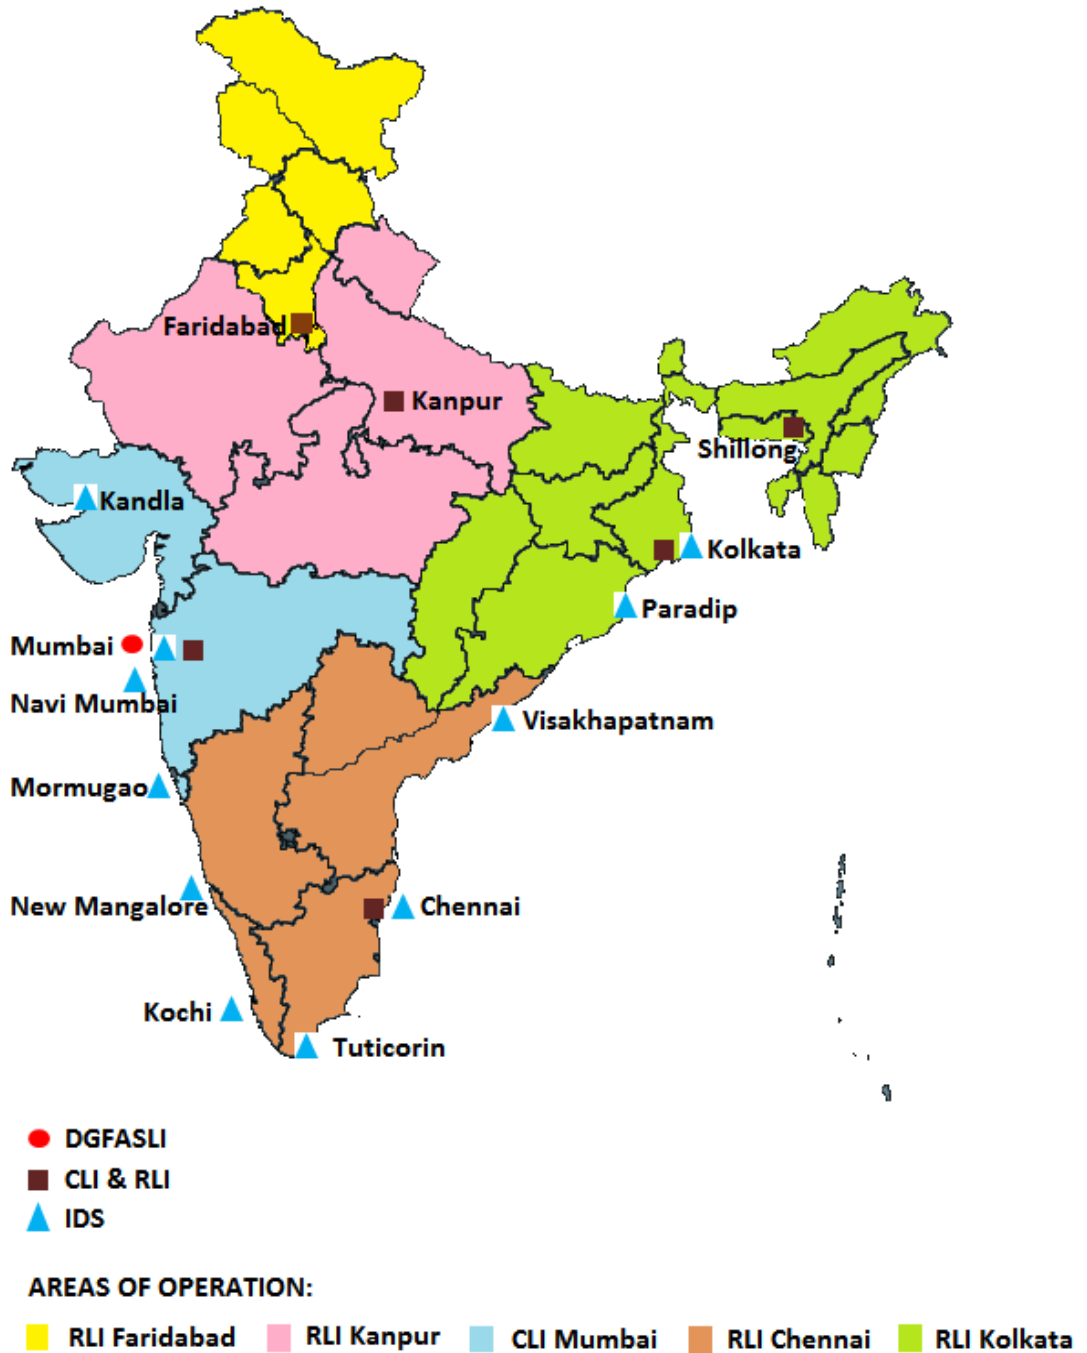 Faridabad
Kanpur
Shillong
Kandla
Kolkata
Paradip
Mumbai
Navi Mumbai
Visakhapatnam
Mormugao
New Mangalore
Chennai
Kochi
Tuticorin
DGFASLI
CLI & RLI
IDS
AREAS OF OPERATION:
RLI Faridabad RLI Kanpur CLI Mumbai RLI Chennai RLI Kolkata